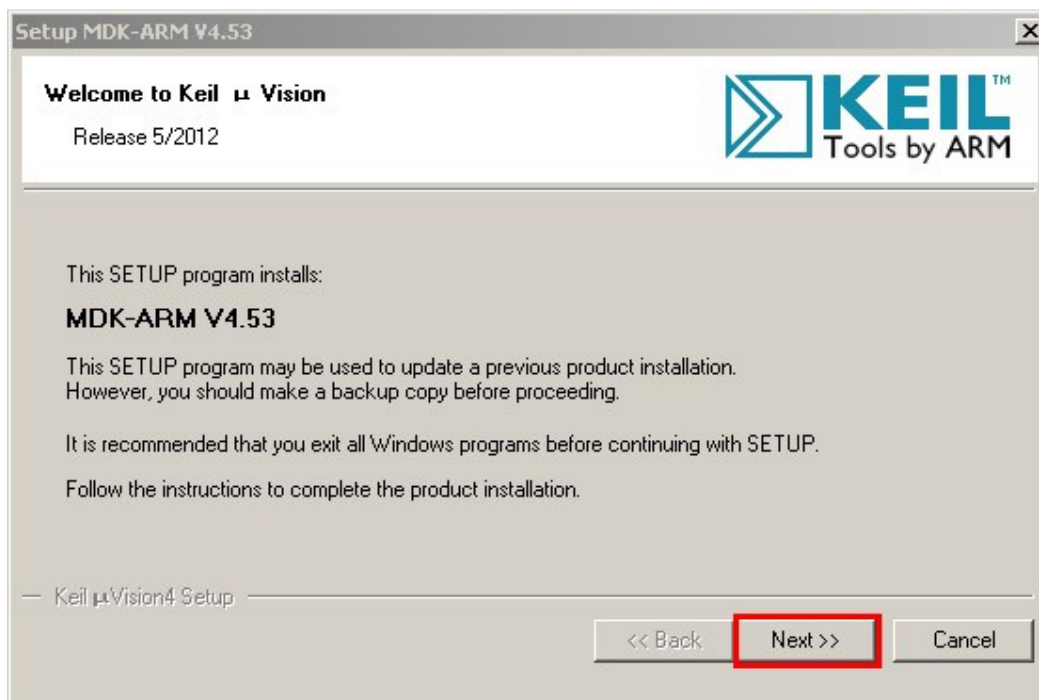 Setup MDK-ARM V4.53
Welcome to Keil µ Vision
Release 5/2012
KEIL™
Tools by ARM
This SETUP program installs:
MDK-ARM V4.53
This SETUP program may be used to update a previous product installation.
However, you should make a backup copy before proceeding.
It is recommended that you exit all Windows programs before continuing with SETUP.
Follow the instructions to complete the product installation.
Keil µVision4 Setup
<< Back Next >> Cancel